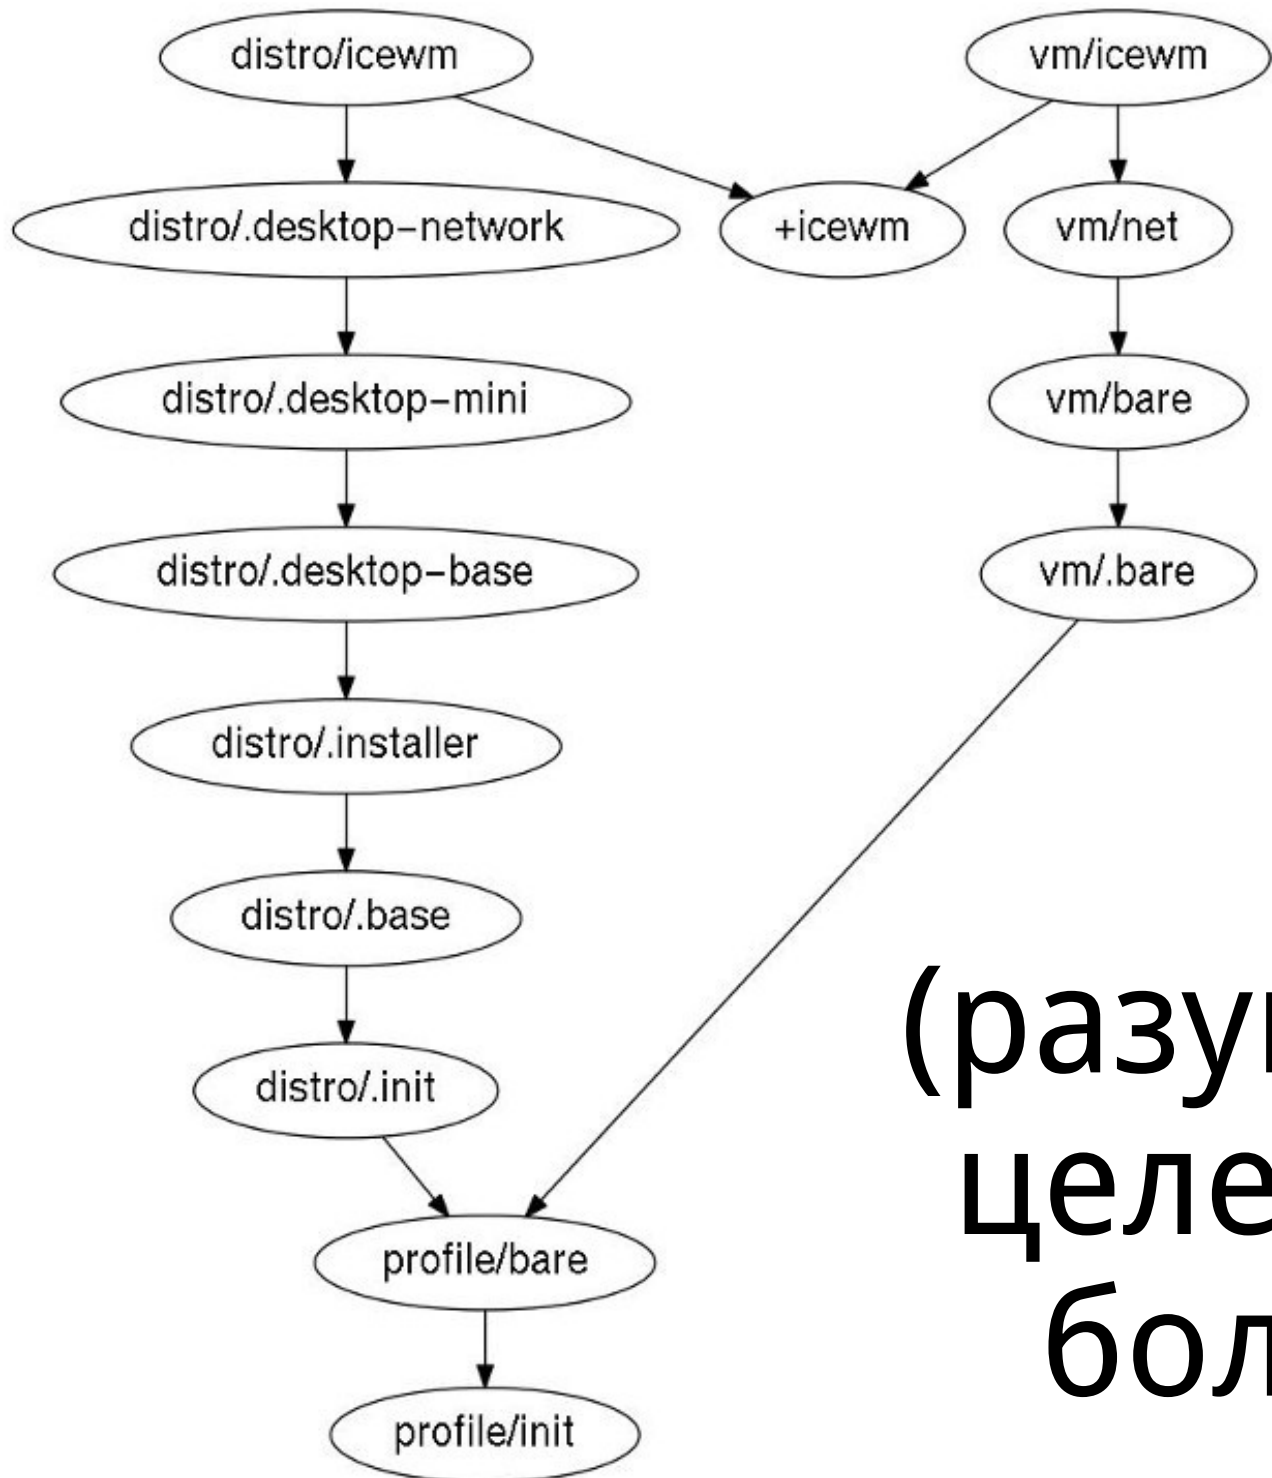 distro/icewm
vm/icewm
distro/.desktop-network
+icewm
vm/net
distro/.desktop-mini
vm/bare
distro/.desktop-base
vm/.bare
distro/.installer
distro/.base
distro/.init
profile/bare
profile/init